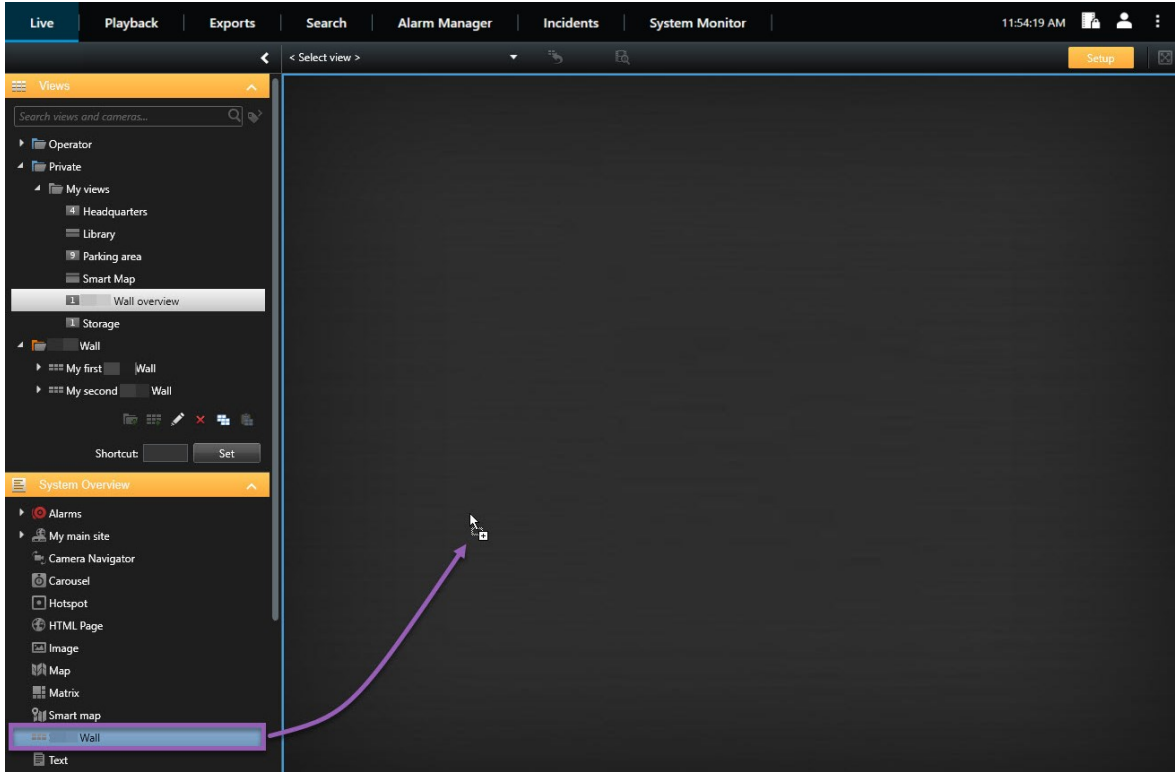 Live Playback Exports Search Alarm Manager Incidents System Monitor 11:54:19 AM
< Select view > Setup
Views
Search views and cameras...
Operator
Private
My views
4 Headquarters
Library
9 Parking area
Smart Map
1 Wall overview
1 Storage
Wall
My first Wall
My second Wall
Shortcut: Set
System Overview
Alarms
My main site
Camera Navigator
Carousel
Hotspot
HTML Page
Image
Map
Matrix
Smart map
Wall
Text